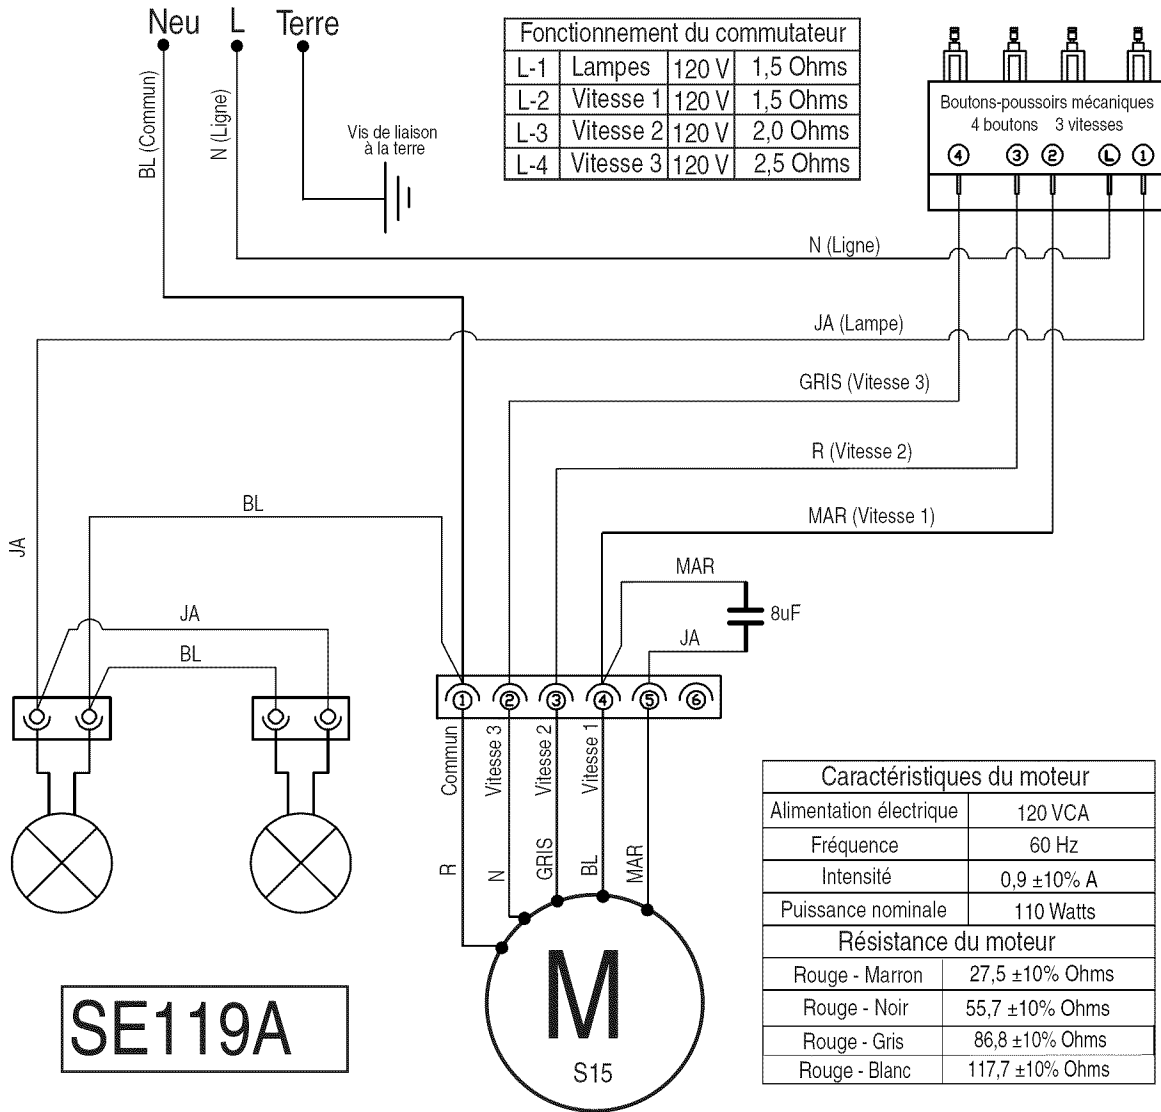 Neu L Terre
BL (Commun)
N (Ligne)
Vis de liaison
à la terre
Fonctionnement du commutateur
L-1 Lampes 120 V 1,5 Ohms
L-2 Vitesse 1 120 V 1,5 Ohms
L-3 Vitesse 2 120 V 2,0 Ohms
L-4 Vitesse 3 120 V 2,5 Ohms
Boutons-poussoirs mécaniques
4 boutons 3 vitesses
4 3 2 L 1
N (Ligne)
JA (Lampe)
GRIS (Vitesse 3)
R (Vitesse 2)
MAR (Vitesse 1)
BL
JA
JA
BL
MAR
8uF
JA
1 2 3 4 5 6
Commun
Vitesse 3
Vitesse 2
Vitesse 1
R
N
GRIS
BL
MAR
M
S15
SE119A
Caractéristiques du moteur
Alimentation électrique 120 VCA
Fréquence 60 Hz
Intensité 0,9 ±10% A
Puissance nominale 110 Watts
Résistance du moteur
Rouge - Marron 27,5 ±10% Ohms
Rouge - Noir 55,7 ±10% Ohms
Rouge - Gris 86,8 ±10% Ohms
Rouge - Blanc 117,7 ±10% Ohms